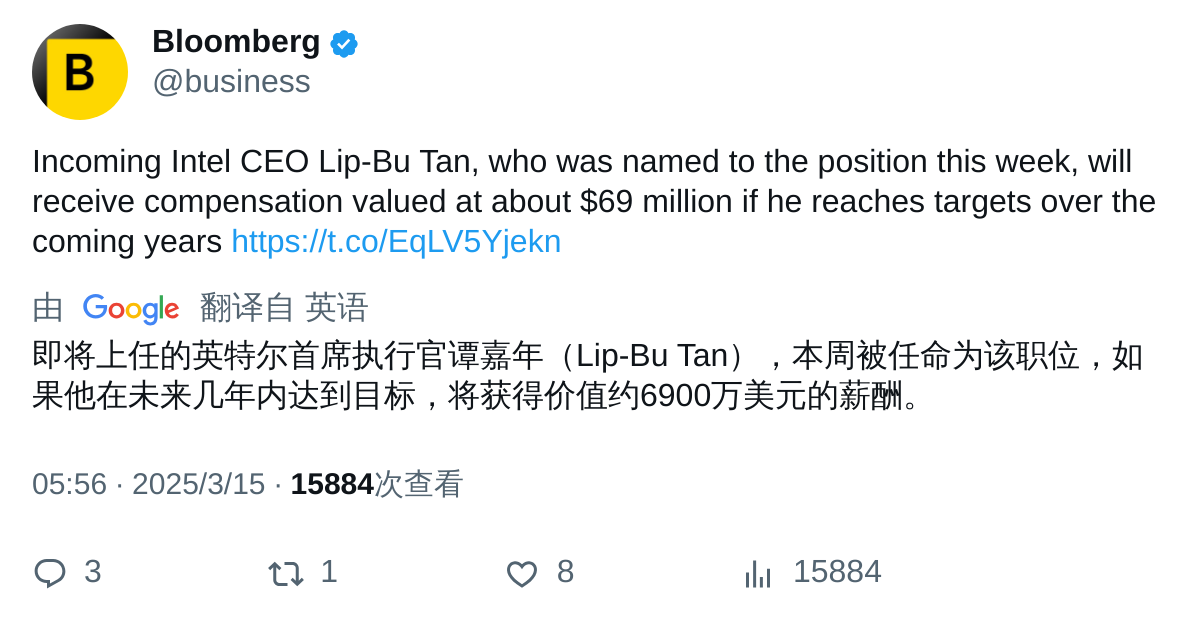 Bloomberg
@business
Incoming Intel CEO Lip-Bu Tan, who was named to the position this week, will
receive compensation valued at about $69 million if he reaches targets over the
coming years https://t.co/EqLV5Yjekn
由 Google 翻译自 英语
即将上任的英特尔首席执行官谭嘉年（Lip-Bu Tan），本周被任命为该职位，如
果他在未来几年内达到目标，将获得价值约6900万美元的薪酬。
05:56 · 2025/3/15 · 15884次查看
3 1 8 15884